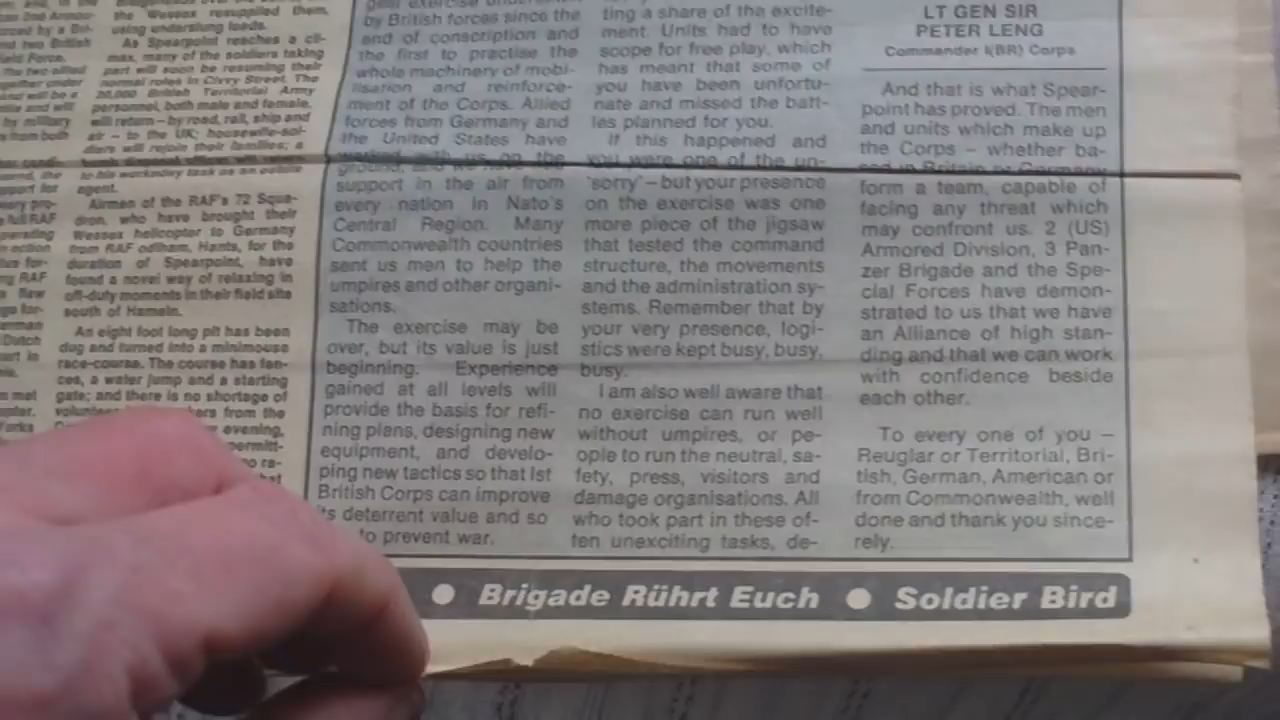 the Wessex resupplied them,
using underslung loads.
As Spearpoint reaches a cli-
max, many of the soldiers taking
part will soon be resuming their
normal roles in Civvy Street. The
British Territorial Army
personnel, both male and female,
will return – by road, rail, ship and
air – to the UK; housewife-sol-
diers will rejoin their families; a
to his workaday task as an
agent.
Airmen of the RAF's 72 Squa-
dron, who have brought their
Wessex helicopter to Germany
from RAF odiham, Hants, for the
duration of Spearpoint, have
found a novel way of relaxing in
off-duty moments in their field site
south of Hameln.
An eight foot long pit has been
dug and turned into a minimouse
race-course. The course has fen-
ces, a water jump and a starting
gate; and there is no shortage of
from the
evening,
by British forces since the
end of conscription and
the first to practise the
whole machinery of mobi-
lisation and reinforce-
ment of the Corps. Allied
forces from Germany and
the United States have
worked with us on the
ground, and we have
support in the air from
every nation in Nato's
Central Region. Many
Commonwealth countries
sent us men to help the
umpires and other organi-
sations.
The exercise may be
over, but its value is just
beginning. Experience
gained at all levels will
provide the basis for refi-
ning plans, designing new
equipment, and develo-
ping new tactics so that Ist
British Corps can improve
its deterrent value and so
to prevent war.
ting a share of the excite-
ment. Units had to have
scope for free play, which
has meant that some of
you have been unfortu-
nate and missed the batt-
les planned for you.
If this happened and
you were one of the un-
'sorry' – but your presence
on the exercise was one
more piece of the jigsaw
that tested the command
structure, the movements
and the administration sy-
stems. Remember that by
your very presence, logi-
stics were kept busy, busy,
busy.
I am also well aware that
no exercise can run well
without umpires, or pe-
ople to run the neutral, sa-
fety, press, visitors and
damage organisations. All
who took part in these of-
ten unexciting tasks, de-
LT GEN SIR
PETER LENG
Commander I(BR) Corps
And that is what Spear-
point has proved. The men
and units which make up
the Corps – whether ba-
sed in Britain or Germany
form a team, capable of
facing any threat which
may confront us. 2 (US)
Armored Division, 3 Pan-
zer Brigade and the Spe-
cial Forces have demon-
strated to us that we have
an Alliance of high stan-
ding and that we can work
with confidence beside
each other.
To every one of you –
Reuglar or Territorial, Bri-
tish, German, American or
from Commonwealth, well
done and thank you since-
rely.
● Brigade Rührt Euch ● Soldier Bird